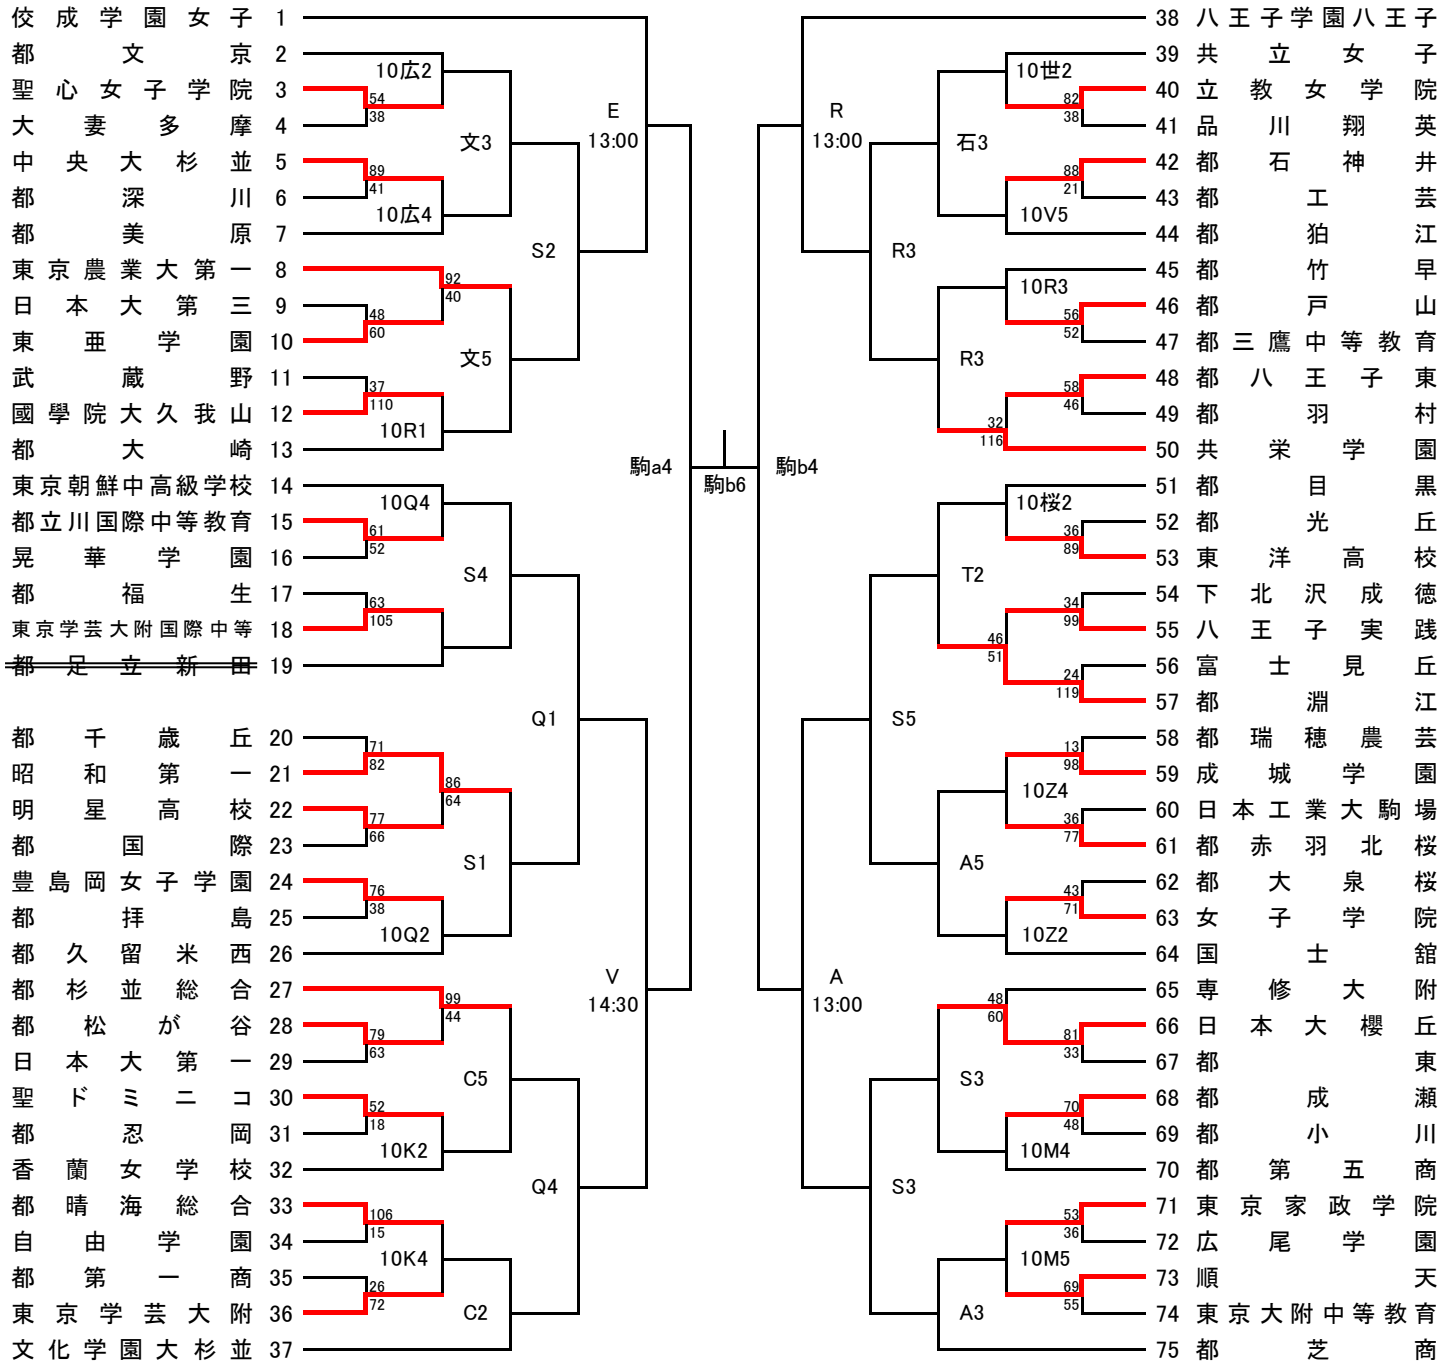 佼成学園女子 1
都文京 2
10広2
聖心女子学院 3
54
38
大妻多摩 4
文3
E
13:00
中央大杉並 5
89
41
都深川 6
10広4
都美原 7
S2
東京農業大第一 8
92
40
日本大第三 9
48
60
東亜学園 10
文5
武蔵野 11
37
110
國學院大久我山 12
10R1
都大崎 13
駒a4
東京朝鮮中高級学校 14
10Q4
都立川国際中等教育 15
61
52
晃華学園 16
S4
都福生 17
63
105
東京学芸大附国際中等 18
都足立新田 19
Q1
都千歳丘 20
71
82
昭和第一 21
86
64
明星高校 22
77
66
都国際 23
S1
豊島岡女子学園 24
76
38
都拝島 25
10Q2
都久留米西 26
V
14:30
都杉並総合 27
99
44
都松が谷 28
79
63
日本大第一 29
C5
聖ドミニコ 30
52
18
都忍岡 31
10K2
香蘭女学校 32
Q4
都晴海総合 33
106
15
自由学園 34
10K4
都第一商 35
26
72
東京学芸大附 36
C2
文化学園大杉並 37
駒b6
38 八王子学園八王子
39 共立女子
10世2
40 立教女学院
82
38
41 品川翔英
R
13:00
石3
42 都石神井
88
21
43 都工芸
10V5
44 都狛江
R3
45 都竹早
10R3
46 都戸山
56
52
47 都三鷹中等教育
R3
48 都八王子東
58
46
49 都羽村
32
116
50 共栄学園
駒b4
51 都目黒
10桜2
52 都光丘
36
89
53 東洋高校
T2
54 下北沢成徳
34
99
55 八王子実践
46
51
56 富士見丘
24
119
57 都淵江
S5
58 都瑞穂農芸
13
98
59 成城学園
10Z4
60 日本工業大駒場
36
77
61 都赤羽北桜
A5
62 都大泉桜
43
71
63 女子学院
10Z2
64 国士舘
A
13:00
65 専修大附
48
60
66 日本大櫻丘
81
33
67 都東
S3
68 都成瀬
70
48
69 都小川
10M4
70 都第五商
S3
71 東京家政学院
53
36
72 広尾学園
10M5
73 順天
69
55
74 東京大附中等教育
A3
75 都芝商